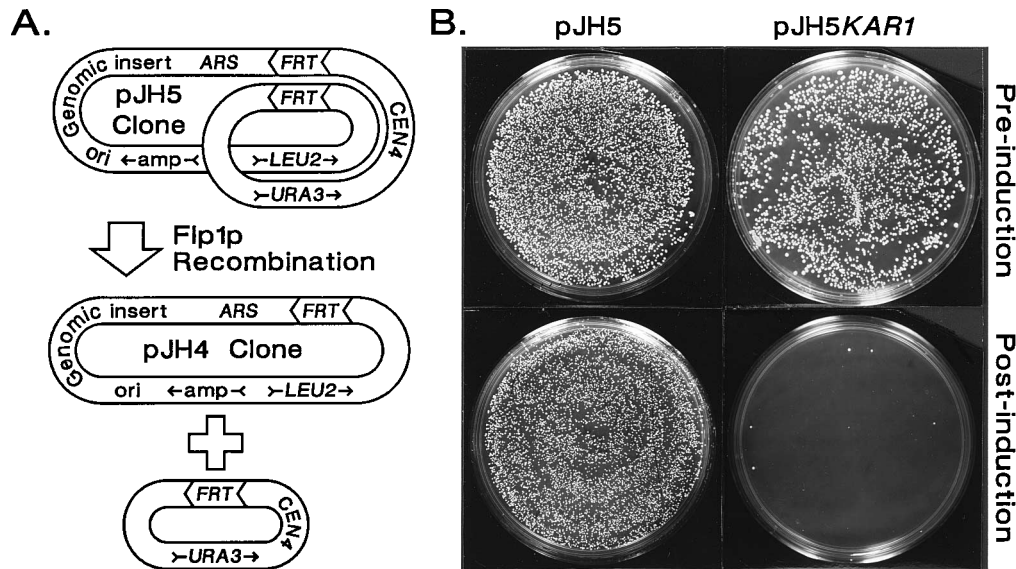 A.
Genomic insert ARS FRT
FRT
pJH5
Clone
CEN4
ori ←amp LEU2→
URA3→
Flp1p
Recombination
Genomic insert ARS FRT
pJH4 Clone
ori ←amp LEU2→
FRT
CEN4
URA3→
B.
pJH5 pJH5KAR1
Pre-induction
Post-induction